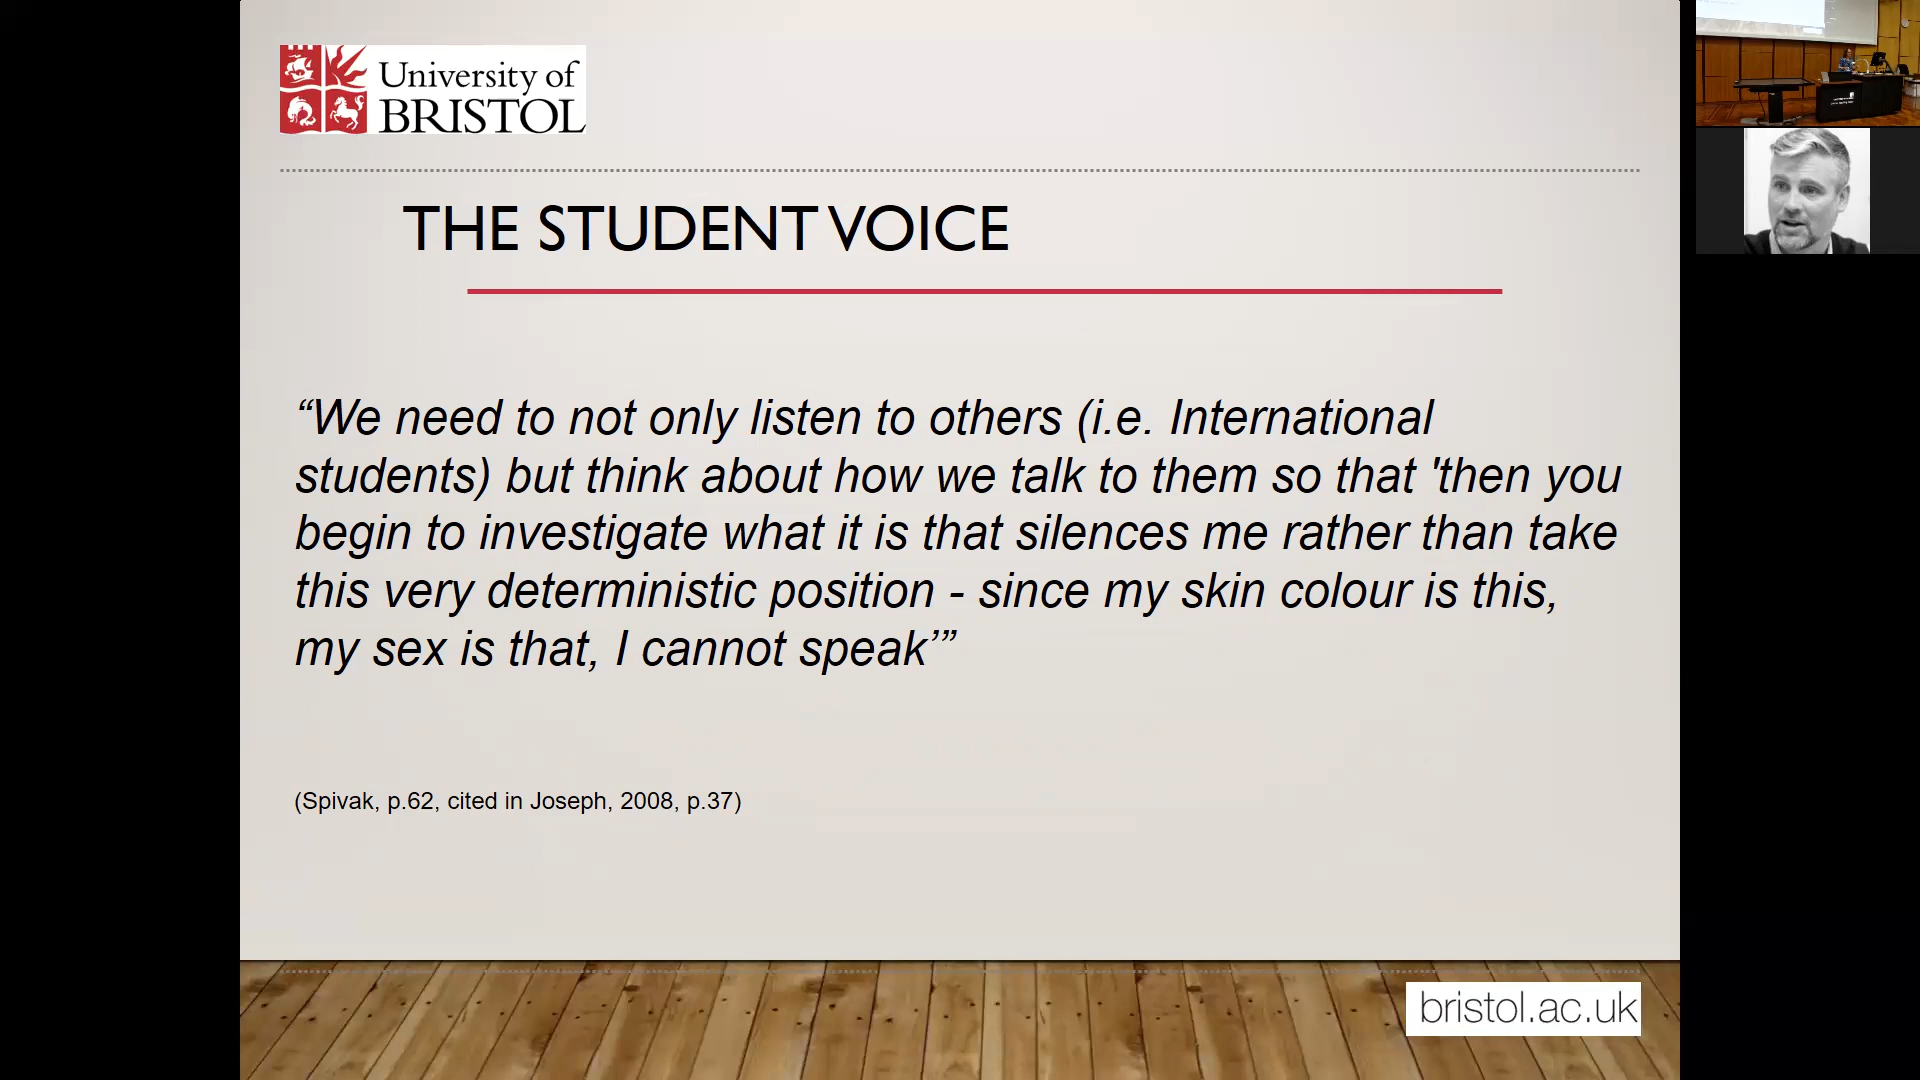 University of
BRISTOL
THE STUDENT VOICE
“We need to not only listen to others (i.e. International
students) but think about how we talk to them so that 'then you
begin to investigate what it is that silences me rather than take
this very deterministic position - since my skin colour is this,
my sex is that, I cannot speak’”
(Spivak, p.62, cited in Joseph, 2008, p.37)
bristol.ac.uk